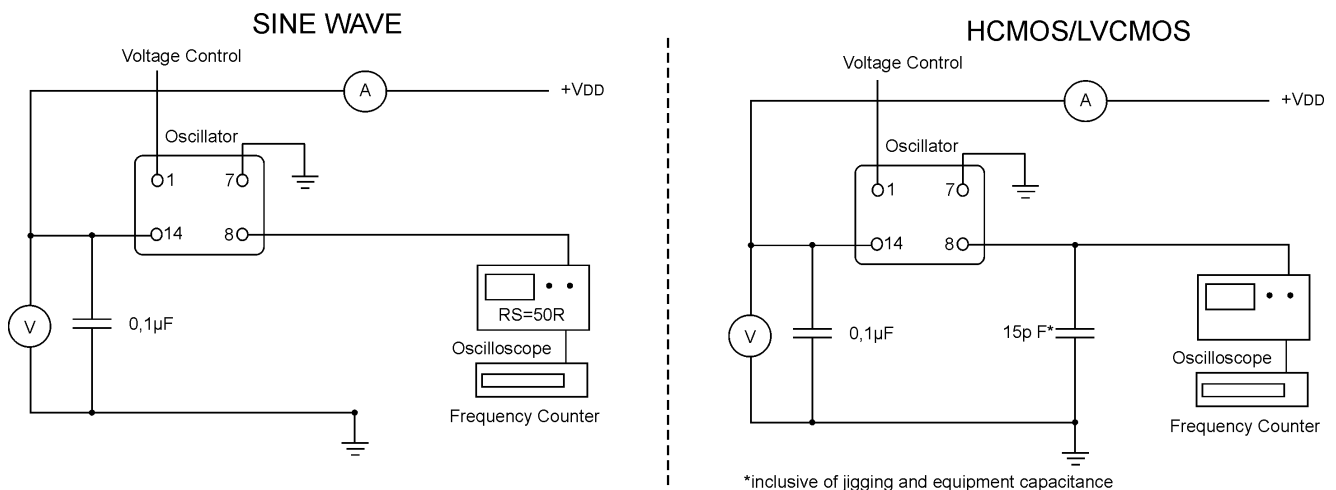 SINE WAVE
Voltage Control
A
+VDD
Oscillator
1
7
14
8
V
0,1µF
RS=50R
Oscilloscope
Frequency Counter
HCMOS/LVCMOS
Voltage Control
A
+VDD
Oscillator
1
7
14
8
V
0,1µF
15p F*
Oscilloscope
Frequency Counter
*inclusive of jigging and equipment capacitance